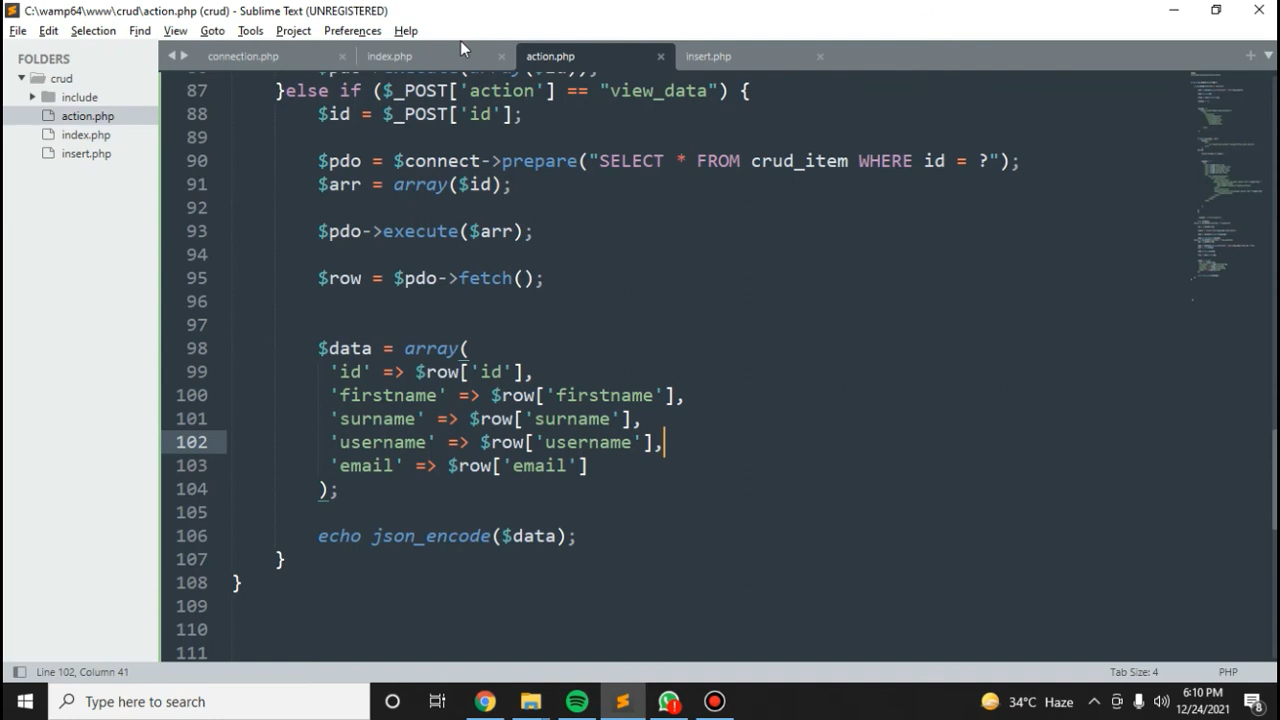 C:\wamp64\www\crud\action.php (crud) - Sublime Text (UNREGISTERED)
File Edit Selection Find View Goto Tools Project Preferences Help
FOLDERS
crud
include
action.php
index.php
insert.php
connection.php index.php action.php insert.php
87 }else if ($_POST['action'] == "view_data") {
88 $id = $_POST['id'];
89
90 $pdo = $connect->prepare("SELECT * FROM crud_item WHERE id = ?");
91 $arr = array($id);
92
93 $pdo->execute($arr);
94
95 $row = $pdo->fetch();
96
97
98 $data = array(
99 'id' => $row['id'],
100 'firstname' => $row['firstname'],
101 'surname' => $row['surname'],
102 'username' => $row['username'],
103 'email' => $row['email']
104 );
105
106 echo json_encode($data);
107 }
108 }
109
110
111
Line 102, Column 41 Tab Size: 4 PHP
Type here to search
34°C Haze
6:10 PM
12/24/2021
8